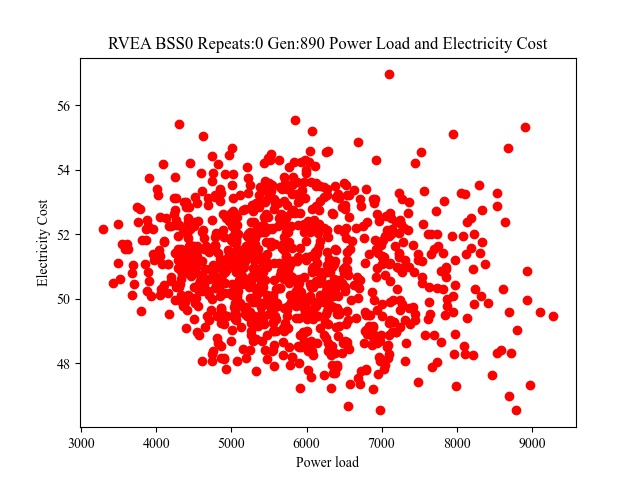 RVEA BSS0 Repeats:0 Gen:890 Power Load and Electricity Cost
56
54
52
50
48
Electricity Cost
3000 4000 5000 6000 7000 8000 9000
Power load